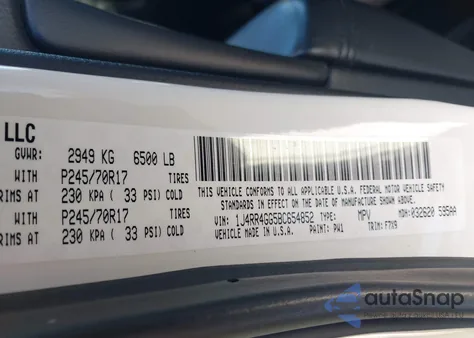 LLC
GVWR: 2949 KG 6500 LB
WITH P245/70R17 TIRES
RIMS AT 230 KPA ( 33 PSI) COLD
WITH P245/70R17 TIRES
RIMS AT 230 KPA ( 33 PSI) COLD
THIS VEHICLE CONFORMS TO ALL APPLICABLE U.S.A. FEDERAL MOTOR VEHICLE SAFETY
STANDARDS IN EFFECT ON THE DATE OF MANUFACTURE SHOWN ABOVE.
VIN: 1J4RR4GG5BC654852 TYPE: MPV MDH: 032620 595AA
VEHICLE MADE IN U.S.A. PAINT: PW1 TRIM: F7V9
autoSnap